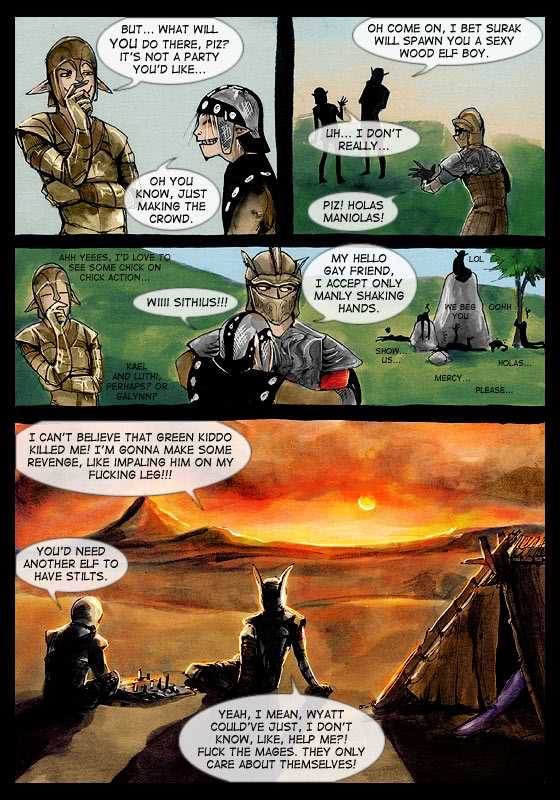 BUT... WHAT WILL
YOU DO THERE, PIZ?
IT'S NOT A PARTY
YOU'D LIKE...
OH YOU
KNOW, JUST
MAKING THE
CROWD.
OH COME ON, I BET SURAK
WILL SPAWN YOU A SEXY
WOOD ELF BOY.
UH... I DON'T
REALLY...
PIZ! HOLAS
MANIOLAS!
AHH YEEES, I'D LOVE TO
SEE SOME CHICK ON
CHICK ACTION...
KAEL
AND LUTHI,
PERHAPS? OR
GALYNN?
WIIII SITHIUS!!!
MY HELLO
GAY FRIEND,
I ACCEPT ONLY
MANLY SHAKING
HANDS.
LOL
WE BEG
YOU
OOHH
SHOW...
US...
HOLAS...
MERCY...
PLEASE...
I CAN'T BELIEVE THAT GREEN KIDDO
KILLED ME! I'M GONNA MAKE SOME
REVENGE, LIKE IMPALING HIM ON MY
FUCKING LEG!!!
YOU'D NEED
ANOTHER ELF TO
HAVE STILTS.
YEAH, I MEAN, WYATT
COULD'VE JUST, I DON'T
KNOW, LIKE, HELP ME?!
FUCK THE MAGES. THEY ONLY
CARE ABOUT THEMSELVES!